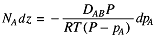 N_A dz = − D_AB P / RT(P − p_A) dp_A